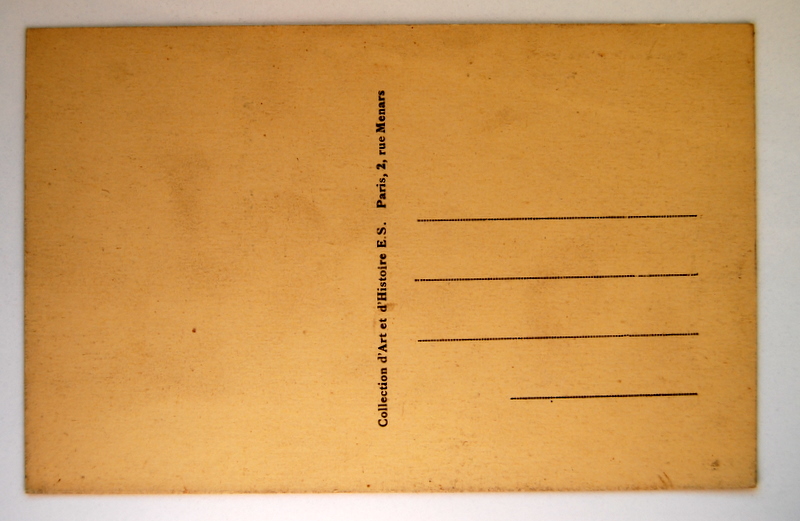 Collection d'Art et d'Histoire E.S. Paris, 2, rue Menars